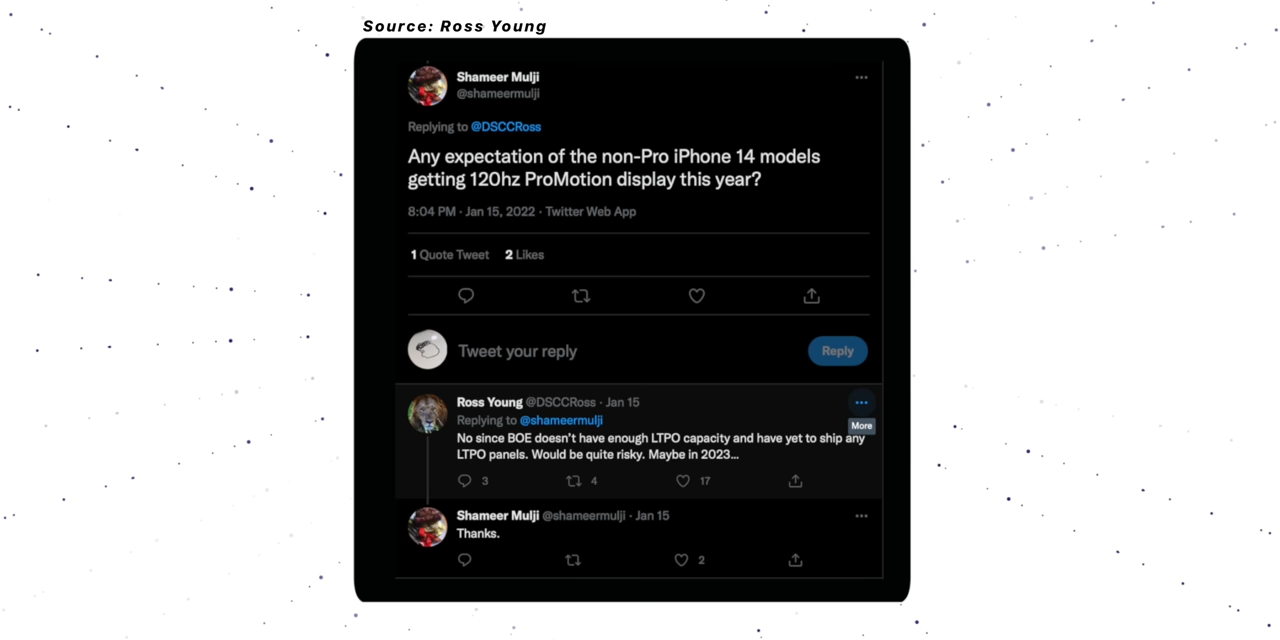 Source: Ross Young
Shameer Mulji
@shameermulji
Replying to @DSCCRoss
Any expectation of the non-Pro iPhone 14 models
getting 120hz ProMotion display this year?
8:04 PM · Jan 15, 2022 · Twitter Web App
1 Quote Tweet 2 Likes
Tweet your reply
Reply
Ross Young @DSCCRoss · Jan 15
Replying to @shameermulji
More
No since BOE doesn't have enough LTPO capacity and have yet to ship any
LTPO panels. Would be quite risky. Maybe in 2023...
3 4 17
Shameer Mulji @shameermulji · Jan 15
Thanks.
2